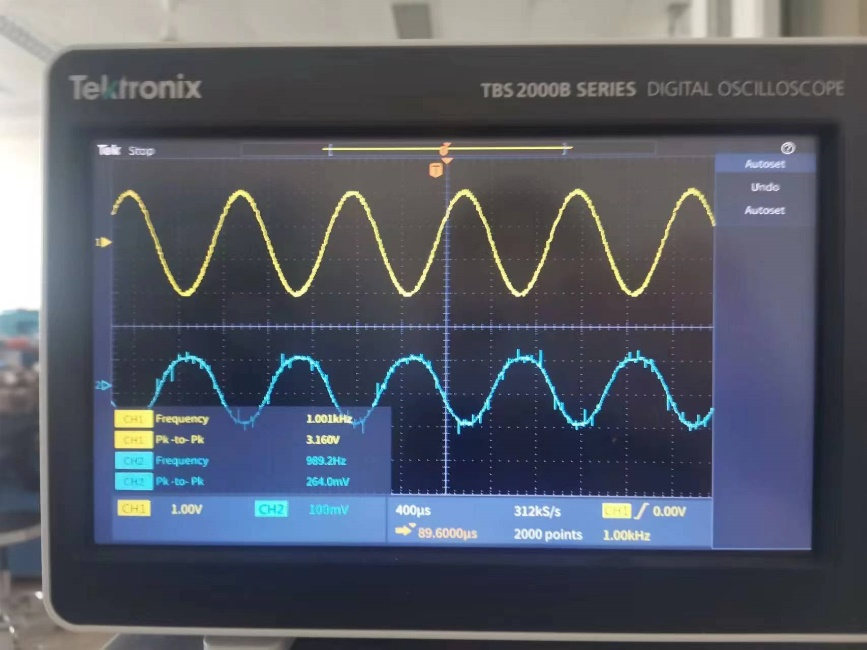 Tektronix
TBS 2000B SERIES DIGITAL OSCILLOSCOPE
Tek Stop
Autoset
Undo
Autoset
T
1
2
CH1 Frequency 1.001kHz
CH1 Pk-to-Pk 3.160V
CH2 Frequency 989.2Hz
CH2 Pk-to-Pk 264.0mV
CH1 1.00V CH2 100mV 400µs 312kS/s CH1 0.00V
89.6000µs 2000 points 1.00kHz